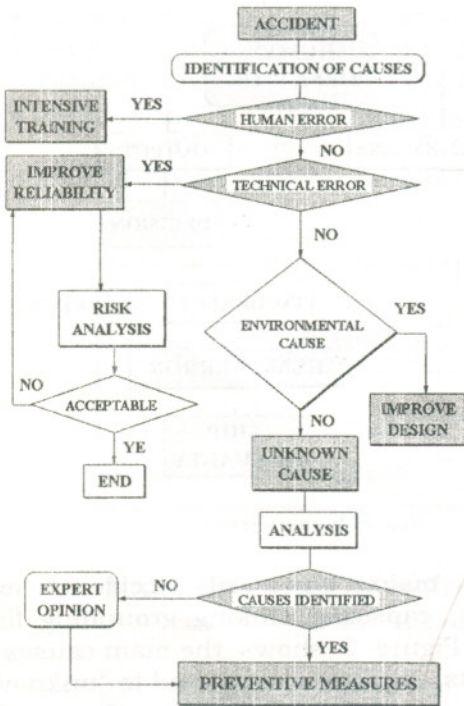 ACCIDENT
IDENTIFICATION OF CAUSES
INTENSIVE
TRAINING
YES
HUMAN ERROR
NO
IMPROVE
RELIABILITY
YES
TECHNICAL ERROR
NO
RISK
ANALYSIS
ENVIRONMENTAL
CAUSE
YES
NO
ACCEPTABLE
IMPROVE
DESIGN
YE
NO
END
UNKNOWN
CAUSE
ANALYSIS
EXPERT
OPINION
NO
CAUSES IDENTIFIED
YES
PREVENTIVE MEASURES